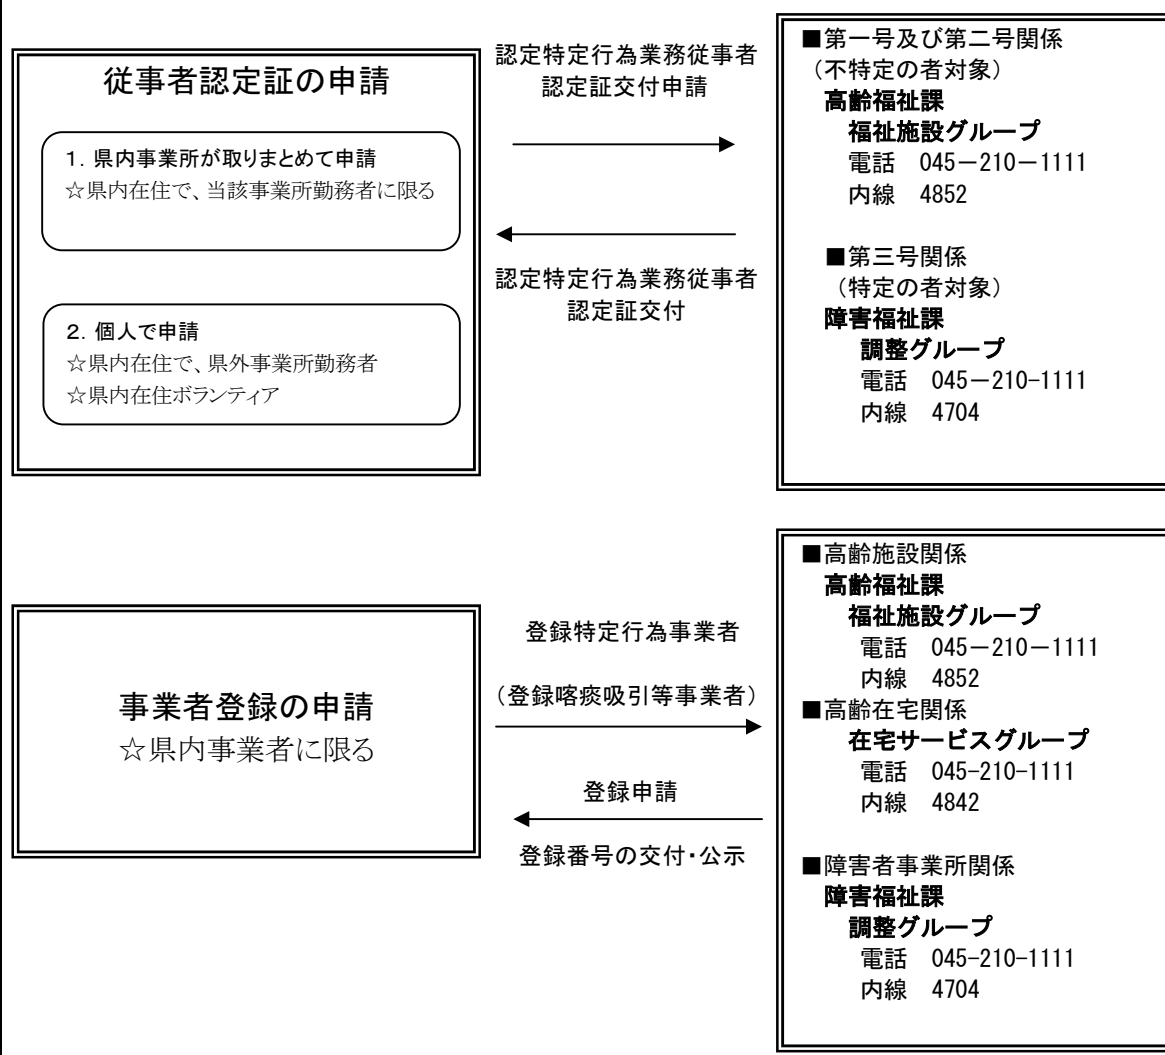 従事者認定証の申請
1．県内事業所が取りまとめて申請
☆県内在住で、当該事業所勤務者に限る
2．個人で申請
☆県内在住で、県外事業所勤務者
☆県内在住ボランティア
認定特定行為業務従事者
認定証交付申請
認定特定行為業務従事者
認定証交付
■第一号及び第二号関係
（不特定の者対象）
高齢福祉課
福祉施設グループ
電話　045－210－1111
内線　4852
■第三号関係
（特定の者対象）
障害福祉課
調整グループ
電話　045－210-1111
内線　4704
事業者登録の申請
☆県内事業者に限る
登録特定行為事業者
（登録喀痰吸引等事業者）
登録申請
登録番号の交付・公示
■高齢施設関係
高齢福祉課
福祉施設グループ
電話　045－210－1111
内線　4852
■高齢在宅関係
在宅サービスグループ
電話　045-210-1111
内線　4842
■障害者事業所関係
障害福祉課
調整グループ
電話　045-210-1111
内線　4704